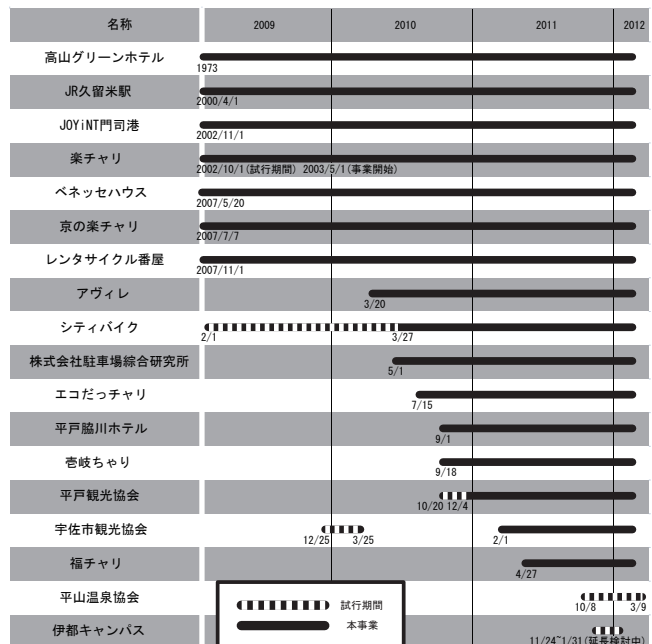 名称 2009 2010 2011 2012
高山グリーンホテル
1973
JR久留米駅
2000/4/1
JOYiNT門司港
2002/11/1
楽チャリ
2002/10/1(試行期間) 2003/5/1(事業開始)
ベネッセハウス
2007/5/20
京の楽チャリ
2007/7/7
レンタサイクル番屋
2007/11/1
アヴィレ
3/20
シティバイク
2/1 3/27
株式会社駐車場綜合研究所
5/1
エコだっチャリ
7/15
平戸脇川ホテル
9/1
壱岐ちゃり
9/18
平戸観光協会
10/20 12/4
宇佐市観光協会
12/25 3/25 2/1
福チャリ
4/27
平山温泉協会
10/8 3/9
伊都キャンパス
11/24~1/31(延長検討中)
試行期間
本事業